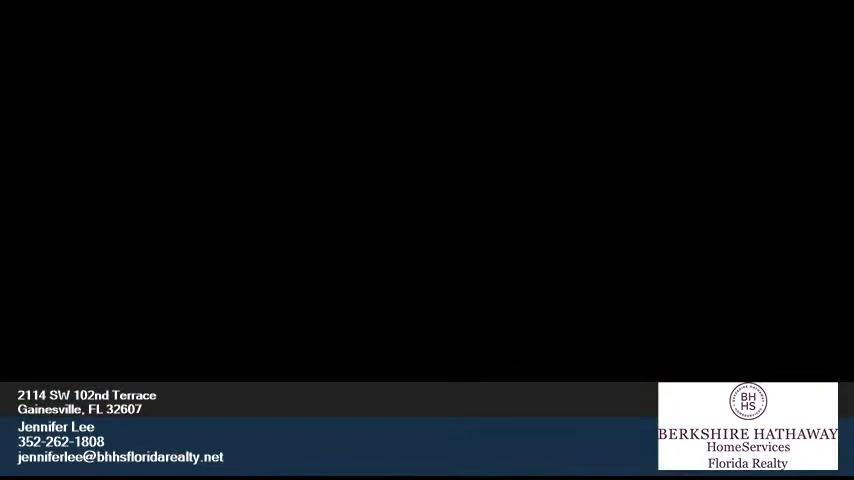 2114 SW 102nd Terrace
Gainesville, FL 32607
Jennifer Lee
352-262-1808
jenniferlee@bhhsfloridarealty.net
BH
HS
BERKSHIRE HATHAWAY
HomeServices
Florida Realty